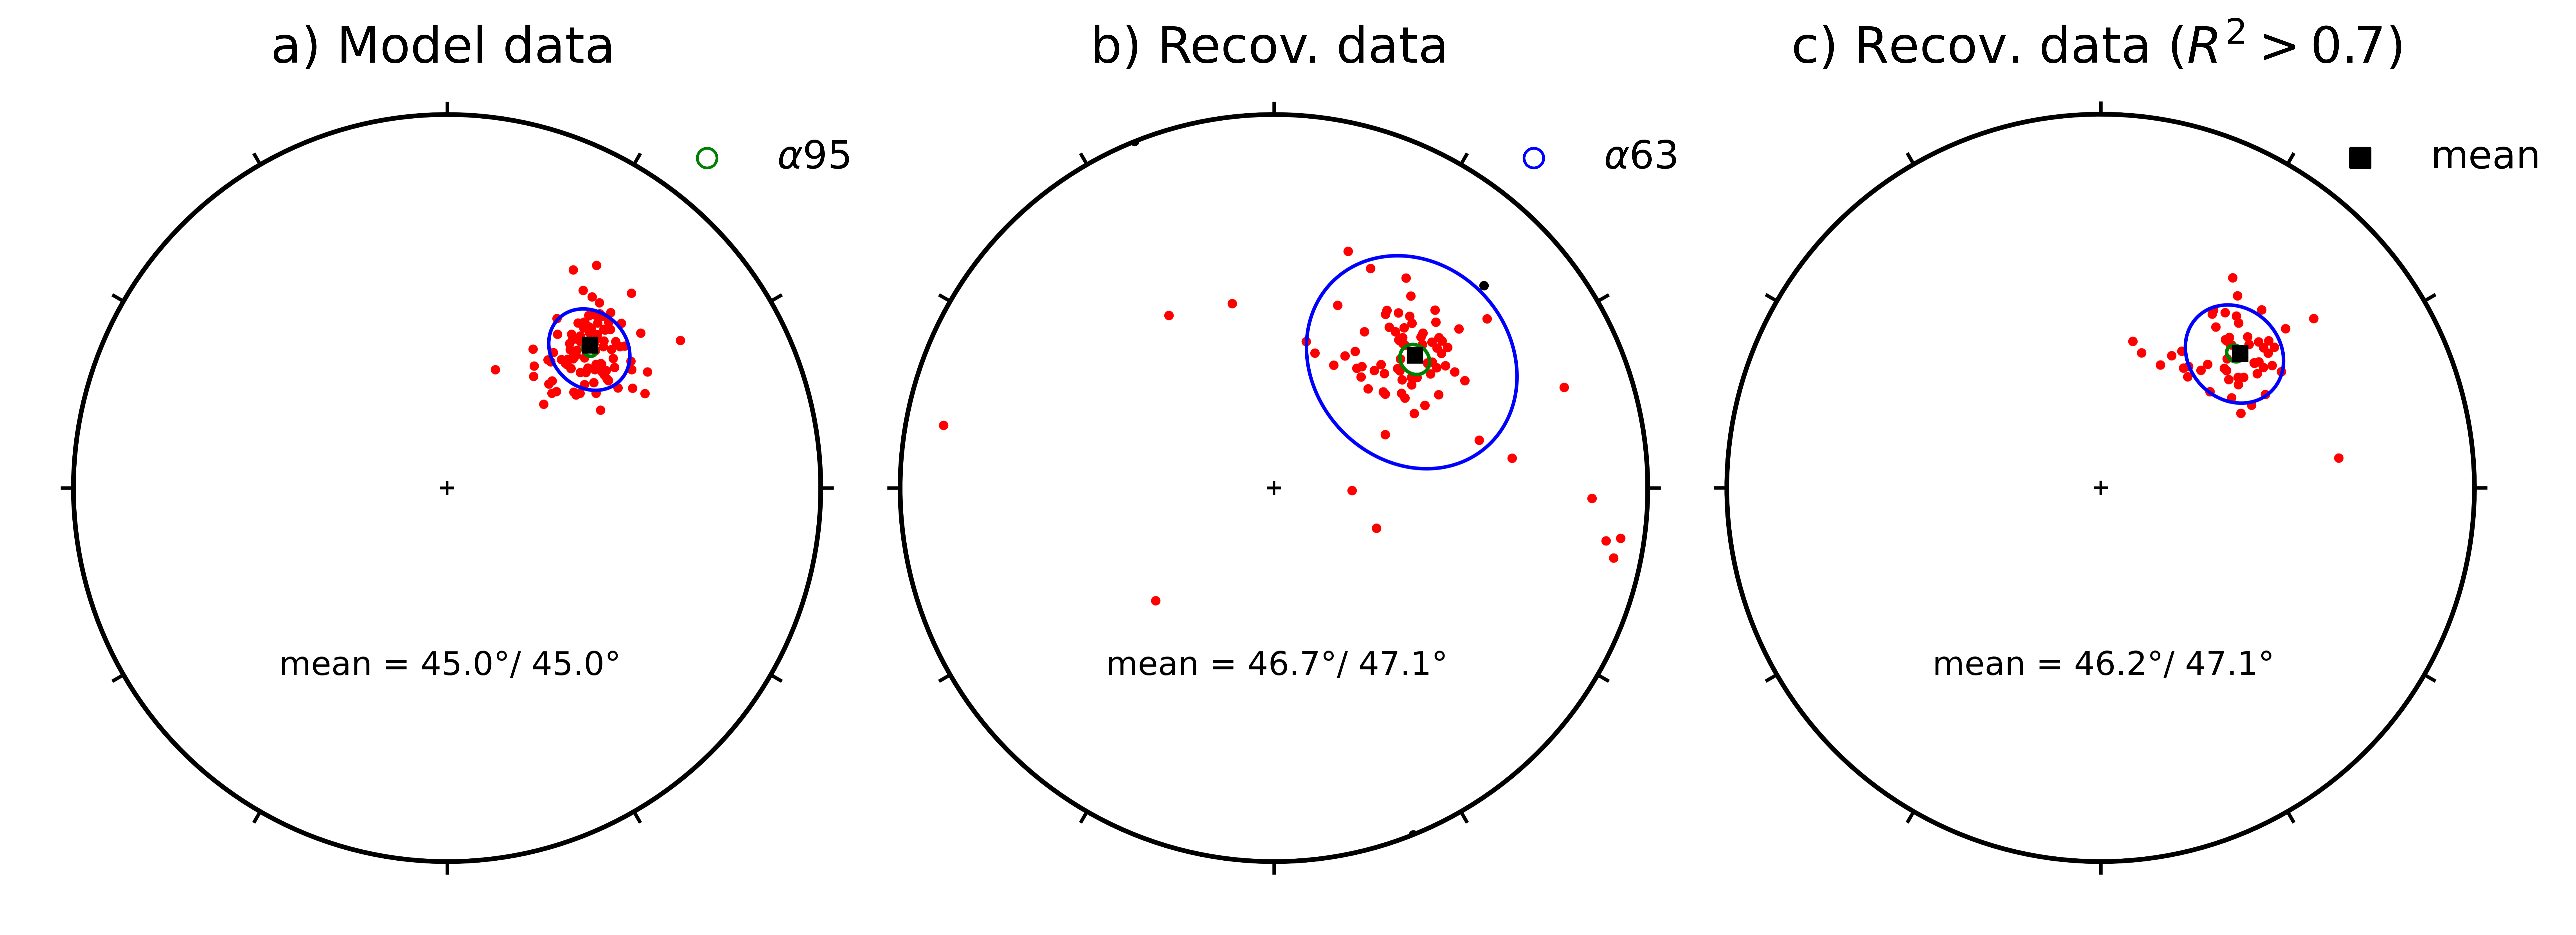 a) Model data
b) Recov. data
c) Recov. data (R² > 0.7)
α95
α63
mean
mean = 45.0°/ 45.0°
mean = 46.7°/ 47.1°
mean = 46.2°/ 47.1°